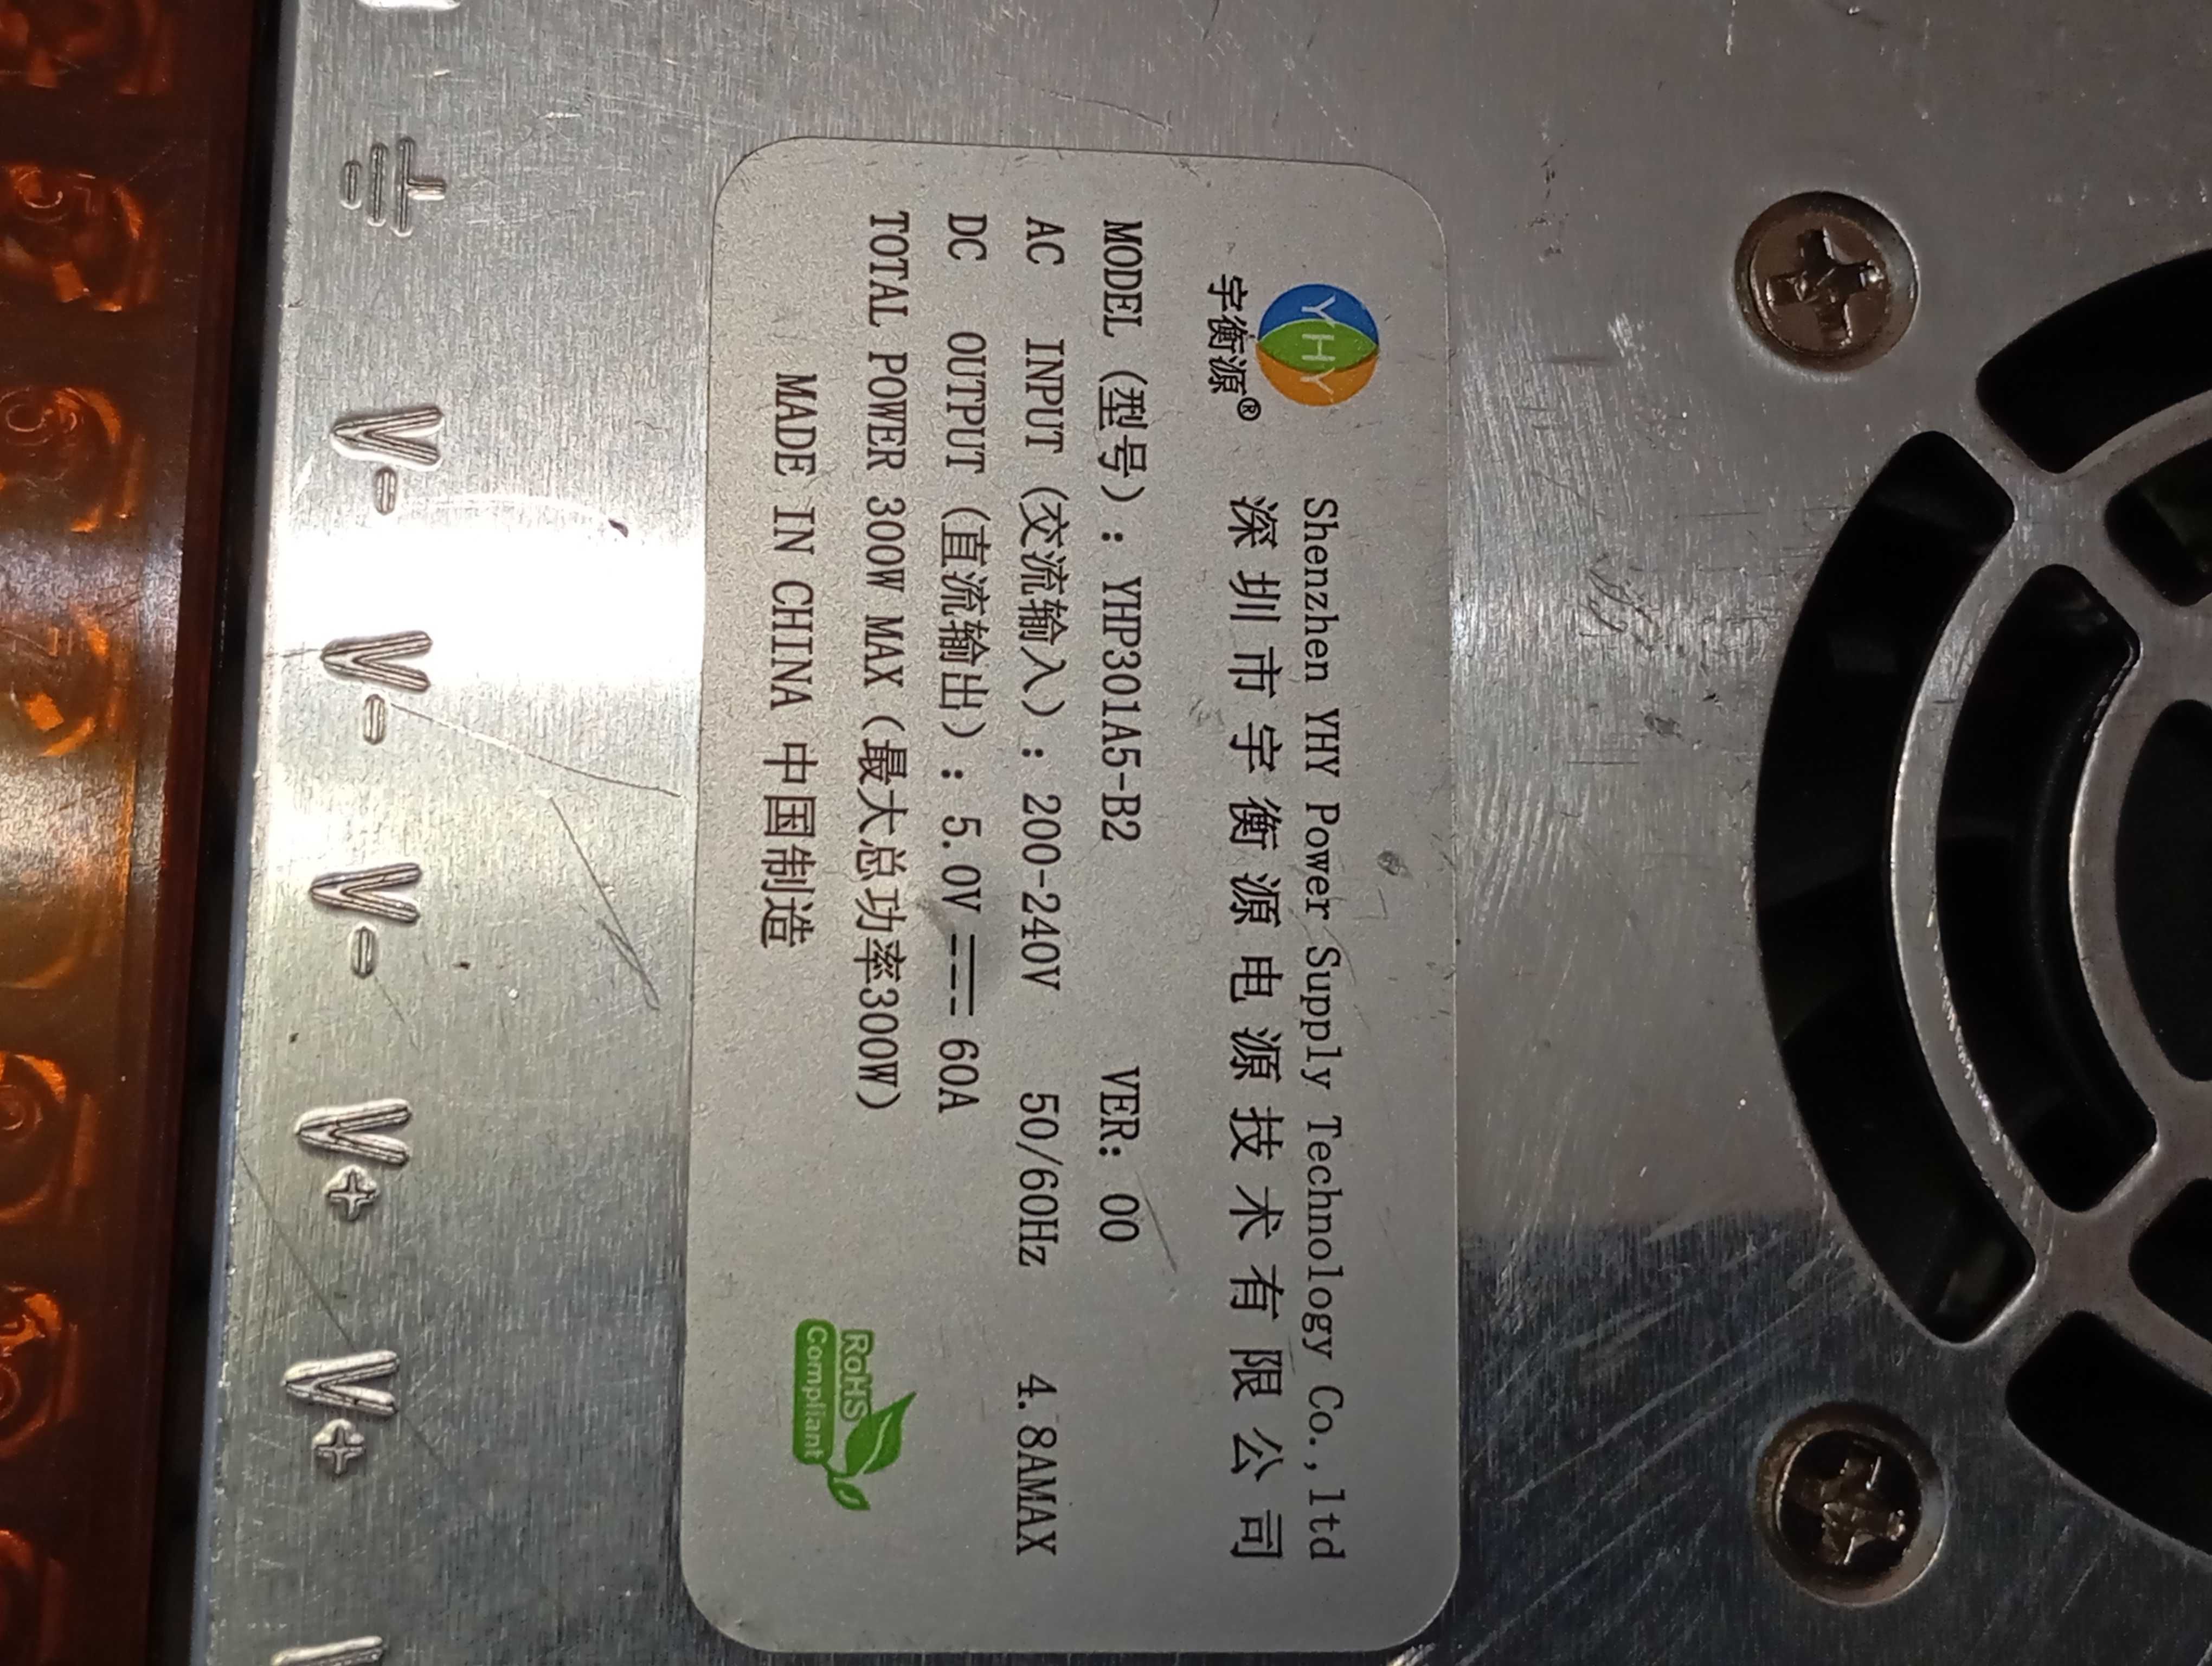 YHY
宇衡源®
Shenzhen YHY Power Supply Technology Co.,ltd
深圳市宇衡源电源技术有限公司
MODEL (型号): YHP301A5-B2 VER: 00
AC INPUT (交流输入): 200-240V 50/60Hz 4.8AMAX
DC OUTPUT (直流输出): 5.0V 60A
TOTAL POWER 300W MAX (最大总功率300W)
MADE IN CHINA 中国制造
RoHS
Compliant
V-
V-
V-
V+
V+